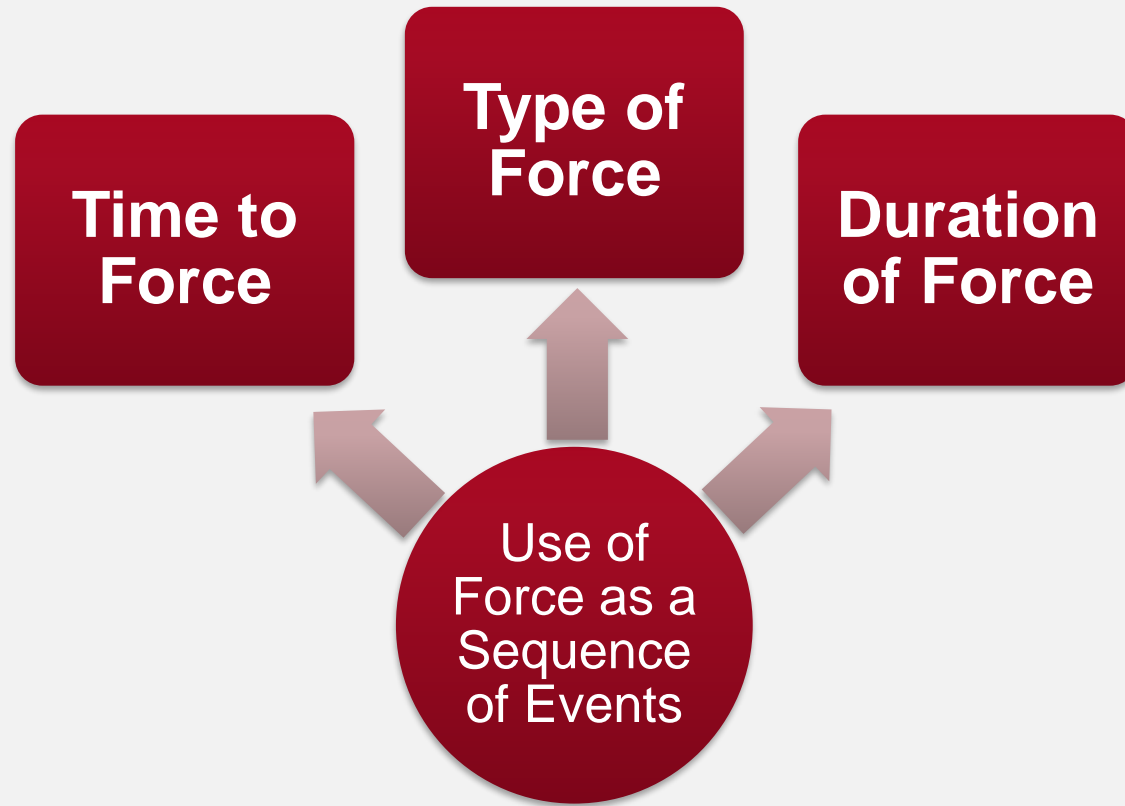 Time to
Force
Type of
Force
Duration
of Force
Use of
Force as a
Sequence
of Events